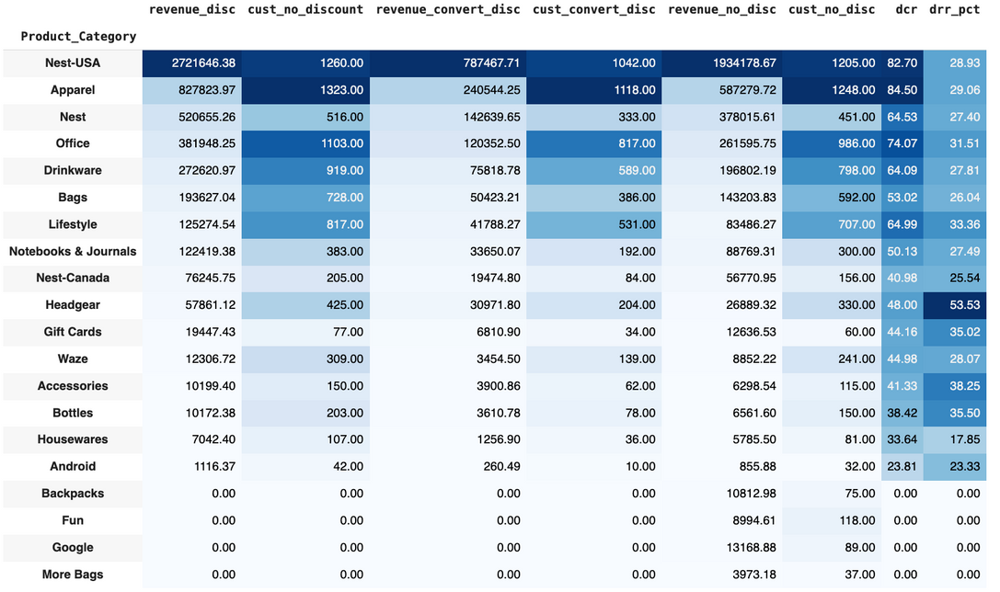 revenue_disc cust_no_discount revenue_convert_disc cust_convert_disc revenue_no_disc cust_no_disc dcr drr_pct
Product_Category
Nest-USA 2721646.38 1260.00 787467.71 1042.00 1934178.67 1205.00 82.70 28.93
Apparel 827823.97 1323.00 240544.25 1118.00 587279.72 1248.00 84.50 29.06
Nest 520655.26 516.00 142639.65 333.00 378015.61 451.00 64.53 27.40
Office 381948.25 1103.00 120352.50 817.00 261595.75 986.00 74.07 31.51
Drinkware 272620.97 919.00 75818.78 589.00 196802.19 798.00 64.09 27.81
Bags 193627.04 728.00 50423.21 386.00 143203.83 592.00 53.02 26.04
Lifestyle 125274.54 817.00 41788.27 531.00 83486.27 707.00 64.99 33.36
Notebooks & Journals 122419.38 383.00 33650.07 192.00 88769.31 300.00 50.13 27.49
Nest-Canada 76245.75 205.00 19474.80 84.00 56770.95 156.00 40.98 25.54
Headgear 57861.12 425.00 30971.80 204.00 26889.32 330.00 48.00 53.53
Gift Cards 19447.43 77.00 6810.90 34.00 12636.53 60.00 44.16 35.02
Waze 12306.72 309.00 3454.50 139.00 8852.22 241.00 44.98 28.07
Accessories 10199.40 150.00 3900.86 62.00 6298.54 115.00 41.33 38.25
Bottles 10172.38 203.00 3610.78 78.00 6561.60 150.00 38.42 35.50
Housewares 7042.40 107.00 1256.90 36.00 5785.50 81.00 33.64 17.85
Android 1116.37 42.00 260.49 10.00 855.88 32.00 23.81 23.33
Backpacks 0.00 0.00 0.00 0.00 10812.98 75.00 0.00 0.00
Fun 0.00 0.00 0.00 0.00 8994.61 118.00 0.00 0.00
Google 0.00 0.00 0.00 0.00 13168.88 89.00 0.00 0.00
More Bags 0.00 0.00 0.00 0.00 3973.18 37.00 0.00 0.00